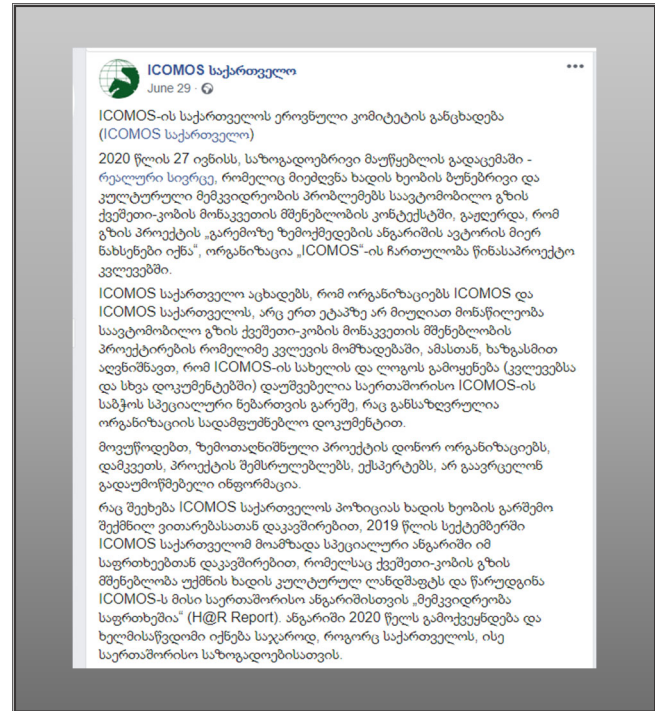 ICOMOS საქართველო
June 29 ·
ICOMOS-ის საქართველოს ეროვნული კომიტეტის განცხადება
(ICOMOS საქართველო)
2020 წლის 27 ივნისს, საზოგადოებრივი მაუწყებლის გადაცემაში -
რეალური სივრცე, რომელიც მიეძღვნა ხადის ხეობის ბუნებრივი და
კულტურული მემკვიდრეობის პრობლემებს საავტომობილო გზის
ქვეშეთი-კობის მონაკვეთის მშენებლობის კონტექსტში, გაჟღერდა, რომ
გზის პროექტის „გარემოზე ზემოქმედების ანგარიშის ავტორის მიერ
ნახსენები იქნა“, ორგანიზაცია „ICOMOS“-ის ჩართულობა წინასაპროექტო
კვლევებში.
ICOMOS საქართველო აცხადებს, რომ ორგანიზაციებს ICOMOS და
ICOMOS საქართველოს, არც ერთ ეტაპზე არ მიუღიათ მონაწილეობა
საავტომობილო გზის ქვეშეთი-კობის მონაკვეთის მშენებლობის
პროექტირების რომელიმე კვლევის მომზადებაში, ამასთან, ხაზგასმით
აღვნიშნავთ, რომ ICOMOS-ის სახელის და ლოგოს გამოყენება (კვლევებსა
და სხვა დოკუმენტებში) დაუშვებელია საერთაშორისო ICOMOS-ის
საბჭოს სპეციალური ნებართვის გარეშე, რაც განსაზღვრულია
ორგანიზაციის სადამფუძნებლო დოკუმენტით.
მოვუწოდებთ, ზემოთაღნიშნული პროექტის დონორ ორგანიზაციებს,
დამკვეთს, პროექტის შემსრულებლებს, ექსპერტებს, არ გაავრცელონ
გადაუმოწმებელი ინფორმაცია.
რაც შეეხება ICOMOS საქართველოს პოზიციას ხადის ხეობის გარშემო
შექმნილ ვითარებასათან დაკავშირებით, 2019 წლის სექტემბერში
ICOMOS საქართველომ მოამზადა სპეციალური ანგარიში იმ
საფრთხეებთან დაკავშირებით, რომელსაც ქვეშეთი-კობის გზის
მშენებლობა უქმნის ხადის კულტურულ ლანდშაფტს და წარუდგინა
ICOMOS-ს მისი საერთაშორისო ანგარიშისთვის „მემკვიდრეობა
საფრთხეშია“ (H@R Report). ანგარიში 2020 წელს გამოქვეყნდება და
ხელმისაწვდომი იქნება საჯაროდ, როგორც საქართველოს, ისე
საერთაშორისო საზოგადოებისათვის.